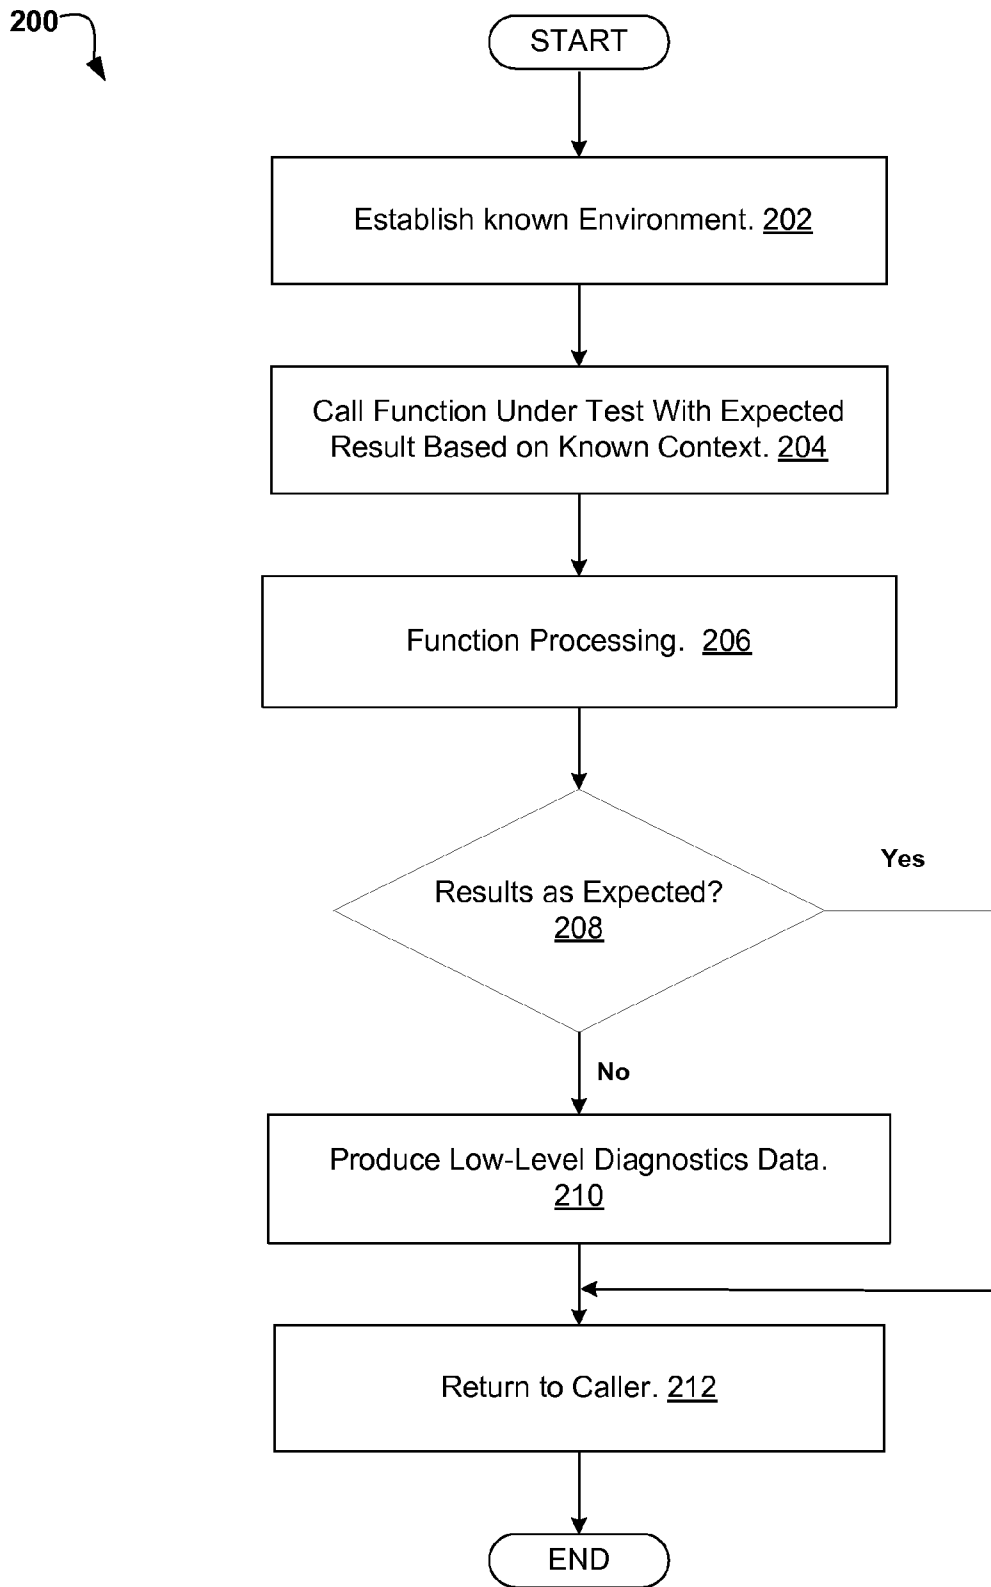 200
START
Establish known Environment. 202
Call Function Under Test With Expected
Result Based on Known Context. 204
Function Processing. 206
Results as Expected?
208
Yes
No
Produce Low-Level Diagnostics Data.
210
Return to Caller. 212
END